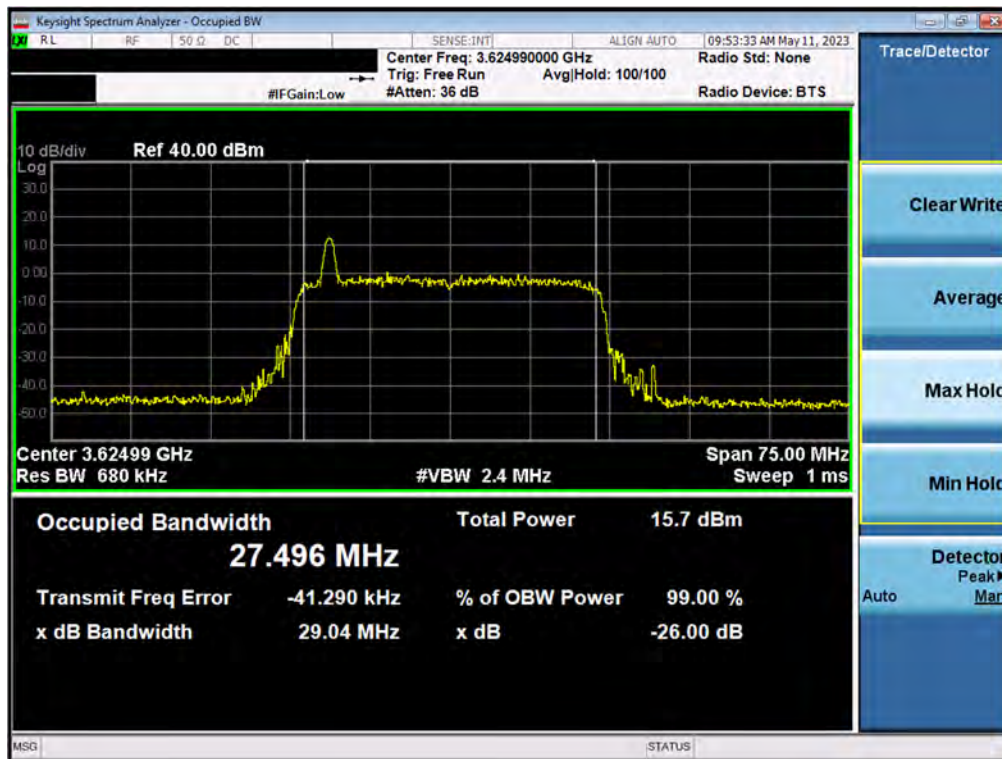 Keysight Spectrum Analyzer - Occupied BW
LXI RL RF 50 Ω DC SENSE:INT ALIGN AUTO 09:53:33 AM May 11, 2023
Center Freq: 3.624990000 GHz Radio Std: None
Trig: Free Run Avg|Hold: 100/100
#IFGain:Low #Atten: 36 dB Radio Device: BTS
Trace/Detector
10 dB/div Ref 40.00 dBm
Log
30.0
20.0
10.0
0.00
-10.0
-20.0
-30.0
-40.0
-50.0
Center 3.62499 GHz Span 75.00 MHz
Res BW 680 kHz #VBW 2.4 MHz Sweep 1 ms
Occupied Bandwidth Total Power 15.7 dBm
27.496 MHz
Transmit Freq Error -41.290 kHz % of OBW Power 99.00 %
x dB Bandwidth 29.04 MHz x dB -26.00 dB
Clear Write
Average
Max Hold
Min Hold
Detector
Peak
Auto Man
MSG STATUS